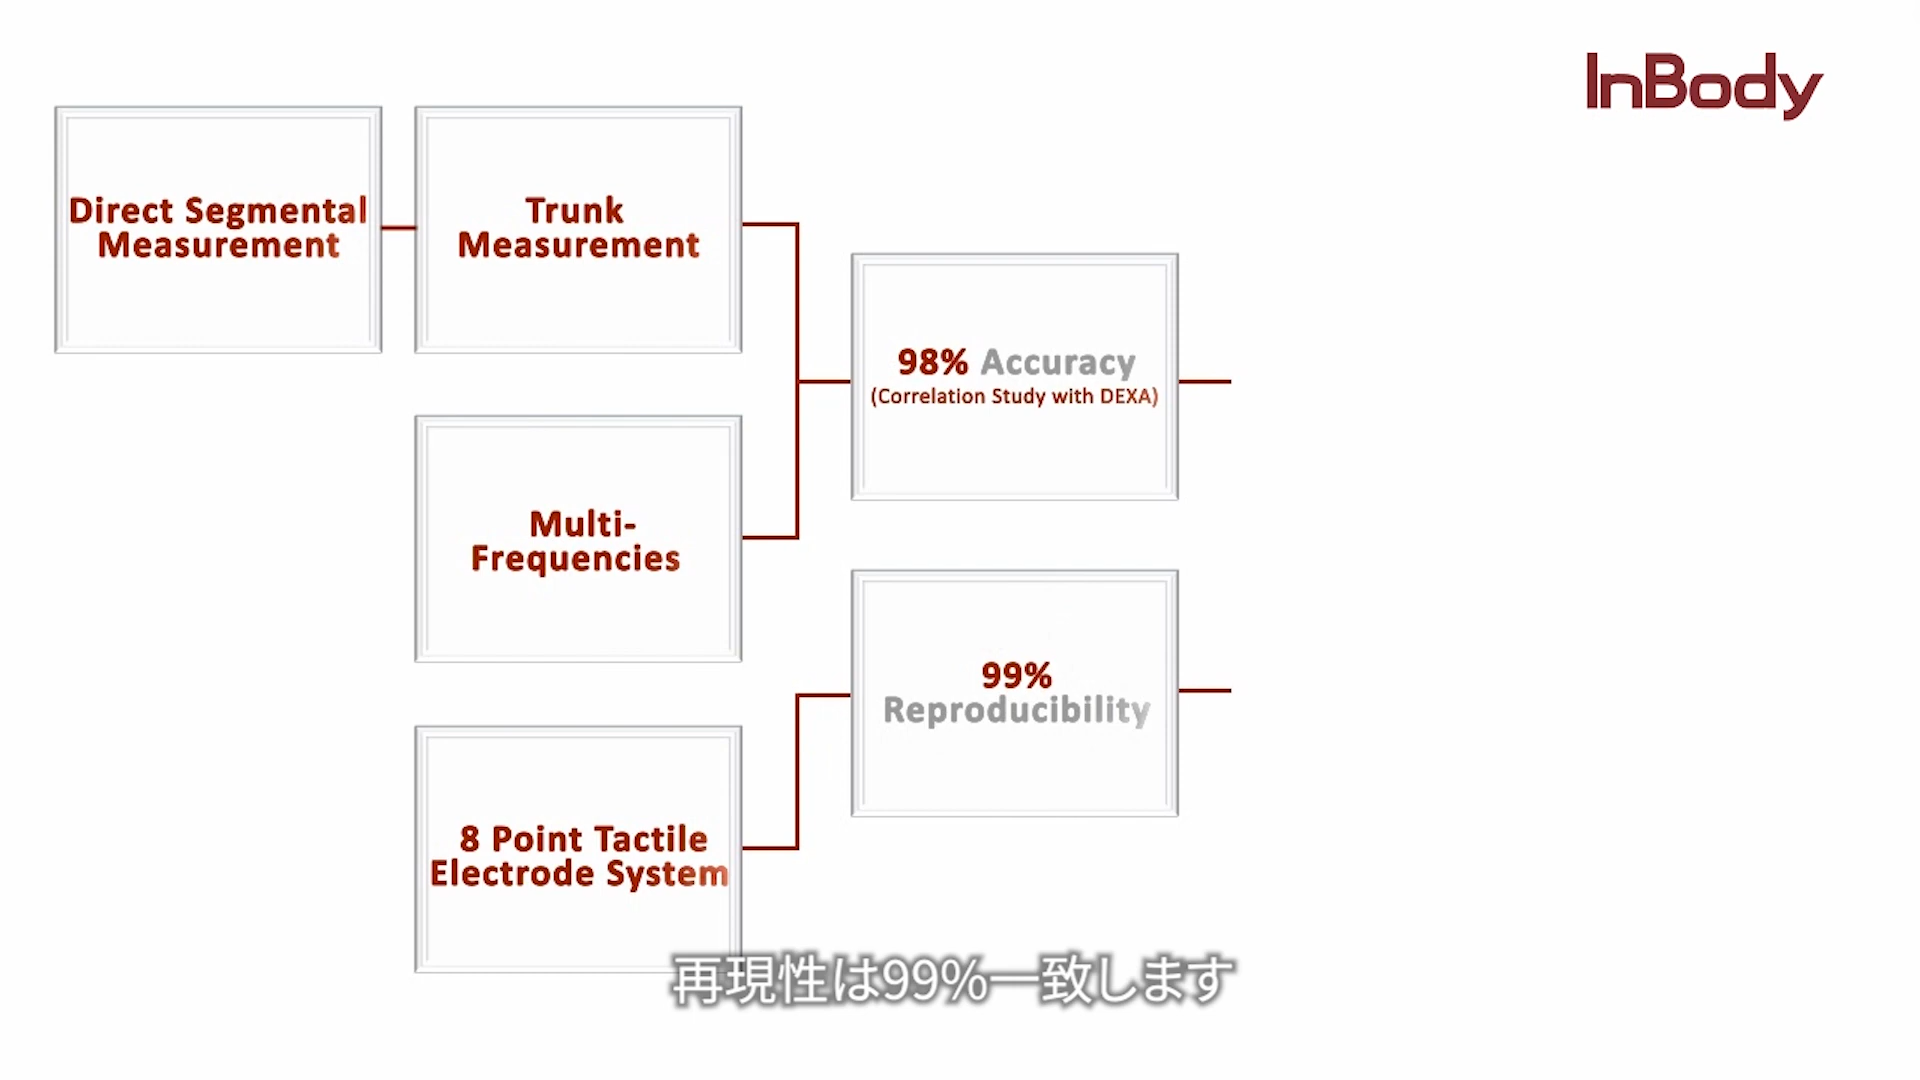 InBody
Direct Segmental
Measurement
Trunk
Measurement
98% Accuracy
(Correlation Study with DEXA)
Multi-
Frequencies
99%
Reproducibility
8 Point Tactile
Electrode System
再現性は99%一致します